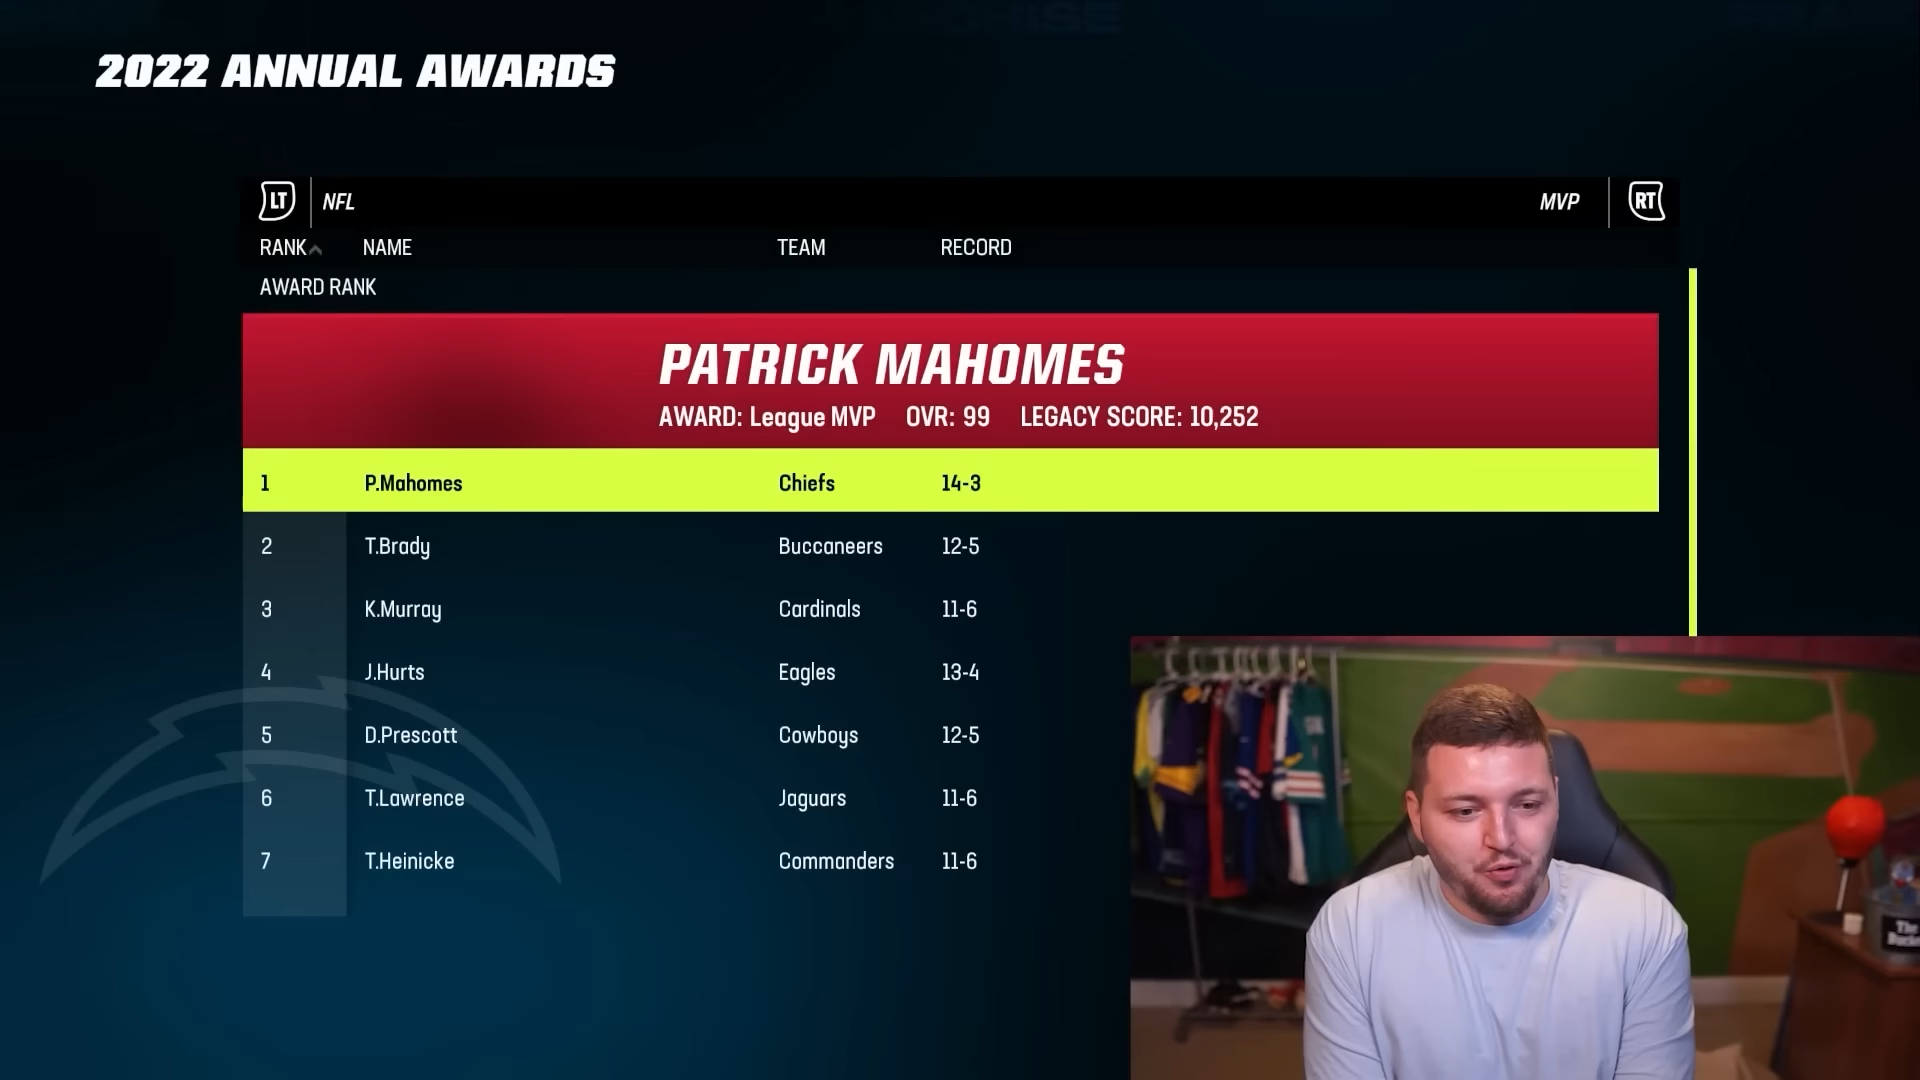 2022 ANNUAL AWARDS
LT NFL MVP RT
RANK NAME TEAM RECORD
AWARD RANK
PATRICK MAHOMES
AWARD: League MVP OVR: 99 LEGACY SCORE: 10,252
1 P.Mahomes Chiefs 14-3
2 T.Brady Buccaneers 12-5
3 K.Murray Cardinals 11-6
4 J.Hurts Eagles 13-4
5 D.Prescott Cowboys 12-5
6 T.Lawrence Jaguars 11-6
7 T.Heinicke Commanders 11-6
The